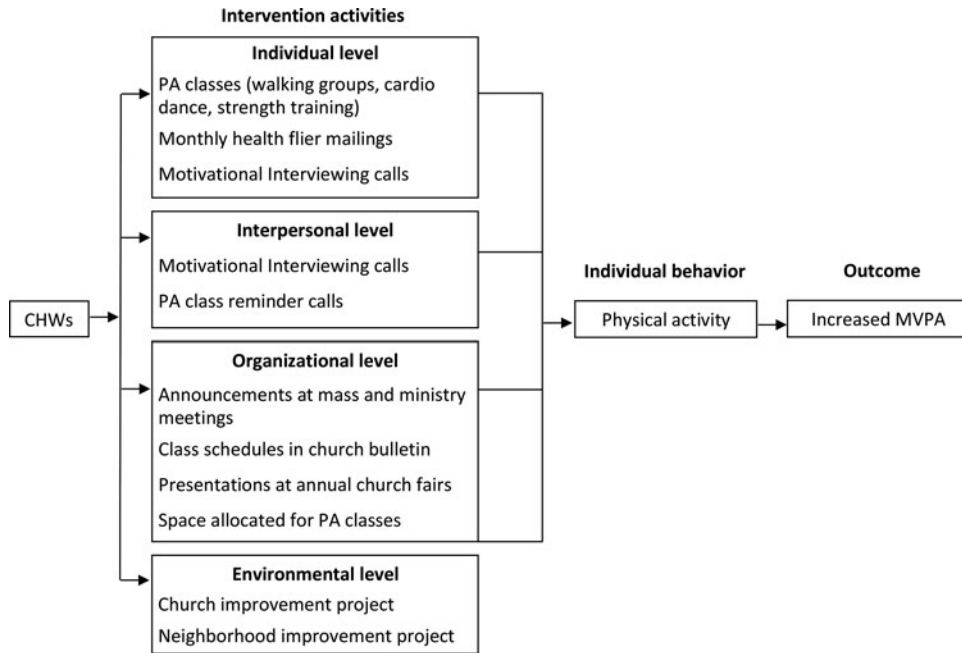 Intervention activities
Individual level
PA classes (walking groups, cardio
dance, strength training)
Monthly health flier mailings
Motivational Interviewing calls
Interpersonal level
Motivational Interviewing calls
PA class reminder calls
CHWs
Organizational level
Announcements at mass and ministry
meetings
Class schedules in church bulletin
Presentations at annual church fairs
Space allocated for PA classes
Environmental level
Church improvement project
Neighborhood improvement project
Individual behavior
Physical activity
Outcome
Increased MVPA